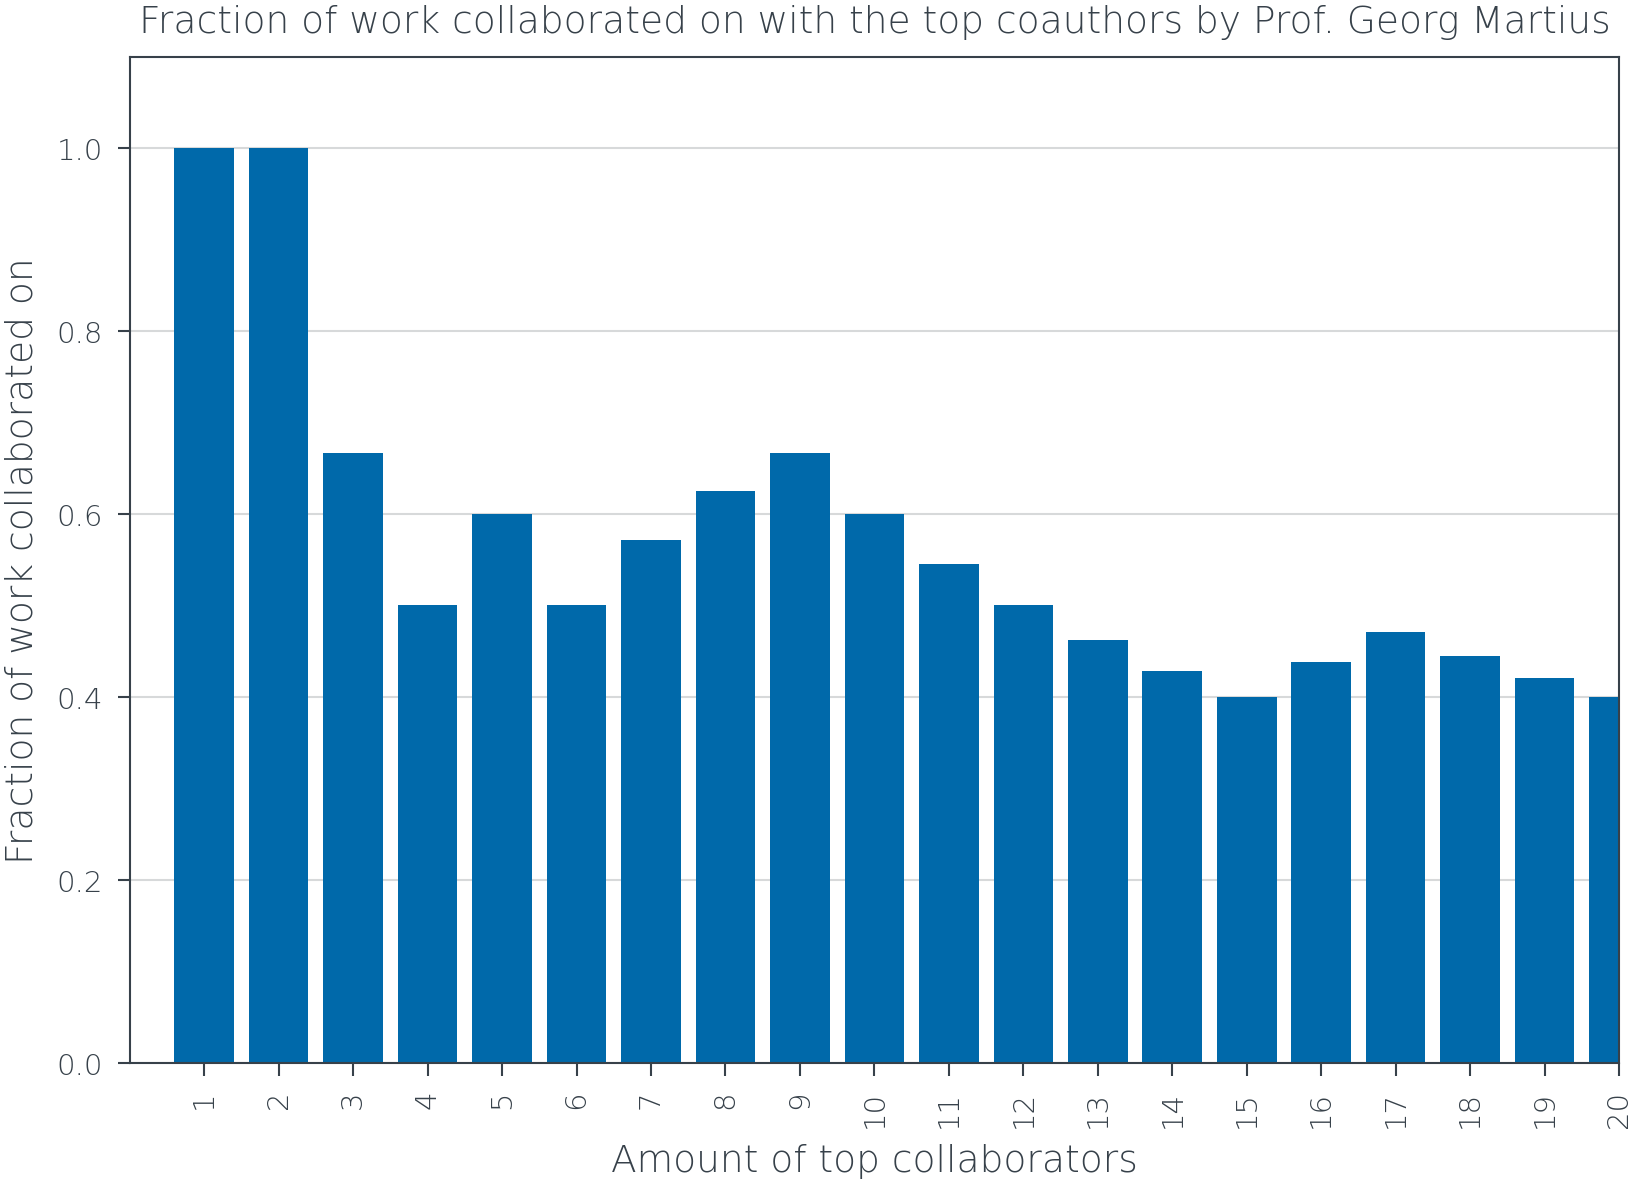 Fraction of work collaborated on with the top coauthors by Prof. Georg Martius
Fraction of work collaborated on
1.0
0.8
0.6
0.4
0.2
0.0
1 2 3 4 5 6 7 8 9 10 11 12 13 14 15 16 17 18 19 20
Amount of top collaborators